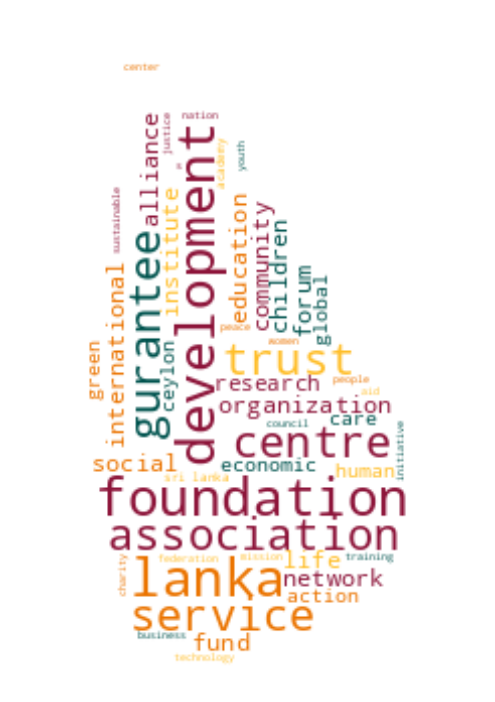 center
nation
justice
alliance
development
academy
youth
sustainable
institute
gurantee
education
community
children
forum
global
international
green
ceylon
peace
women
trust
research
people
aid
organization
care
council
centre
initiative
social
economic
human
sri lanka
foundation
association
federation
mission
life
training
charity
lanka
network
action
service
business
fund
technology